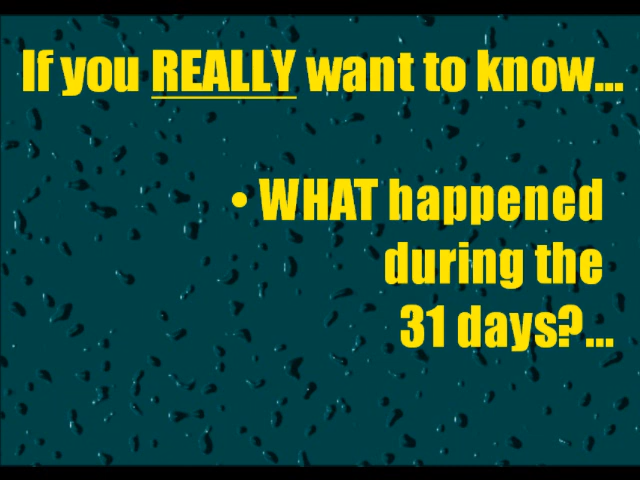 If you REALLY want to know...
• WHAT happened
during the
31 days?...